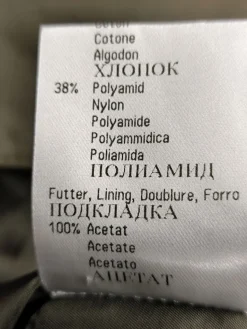 Cotone
Algodon
ХЛОПОК
38% Polyamid
Nylon
Polyamide
Polyammidica
Poliamida
ПОЛИАМИД
Futter, Lining, Doublure, Forro
ПОДКЛАДКА
100% Acetat
Acetate
Acetato
АЦЕТАТ